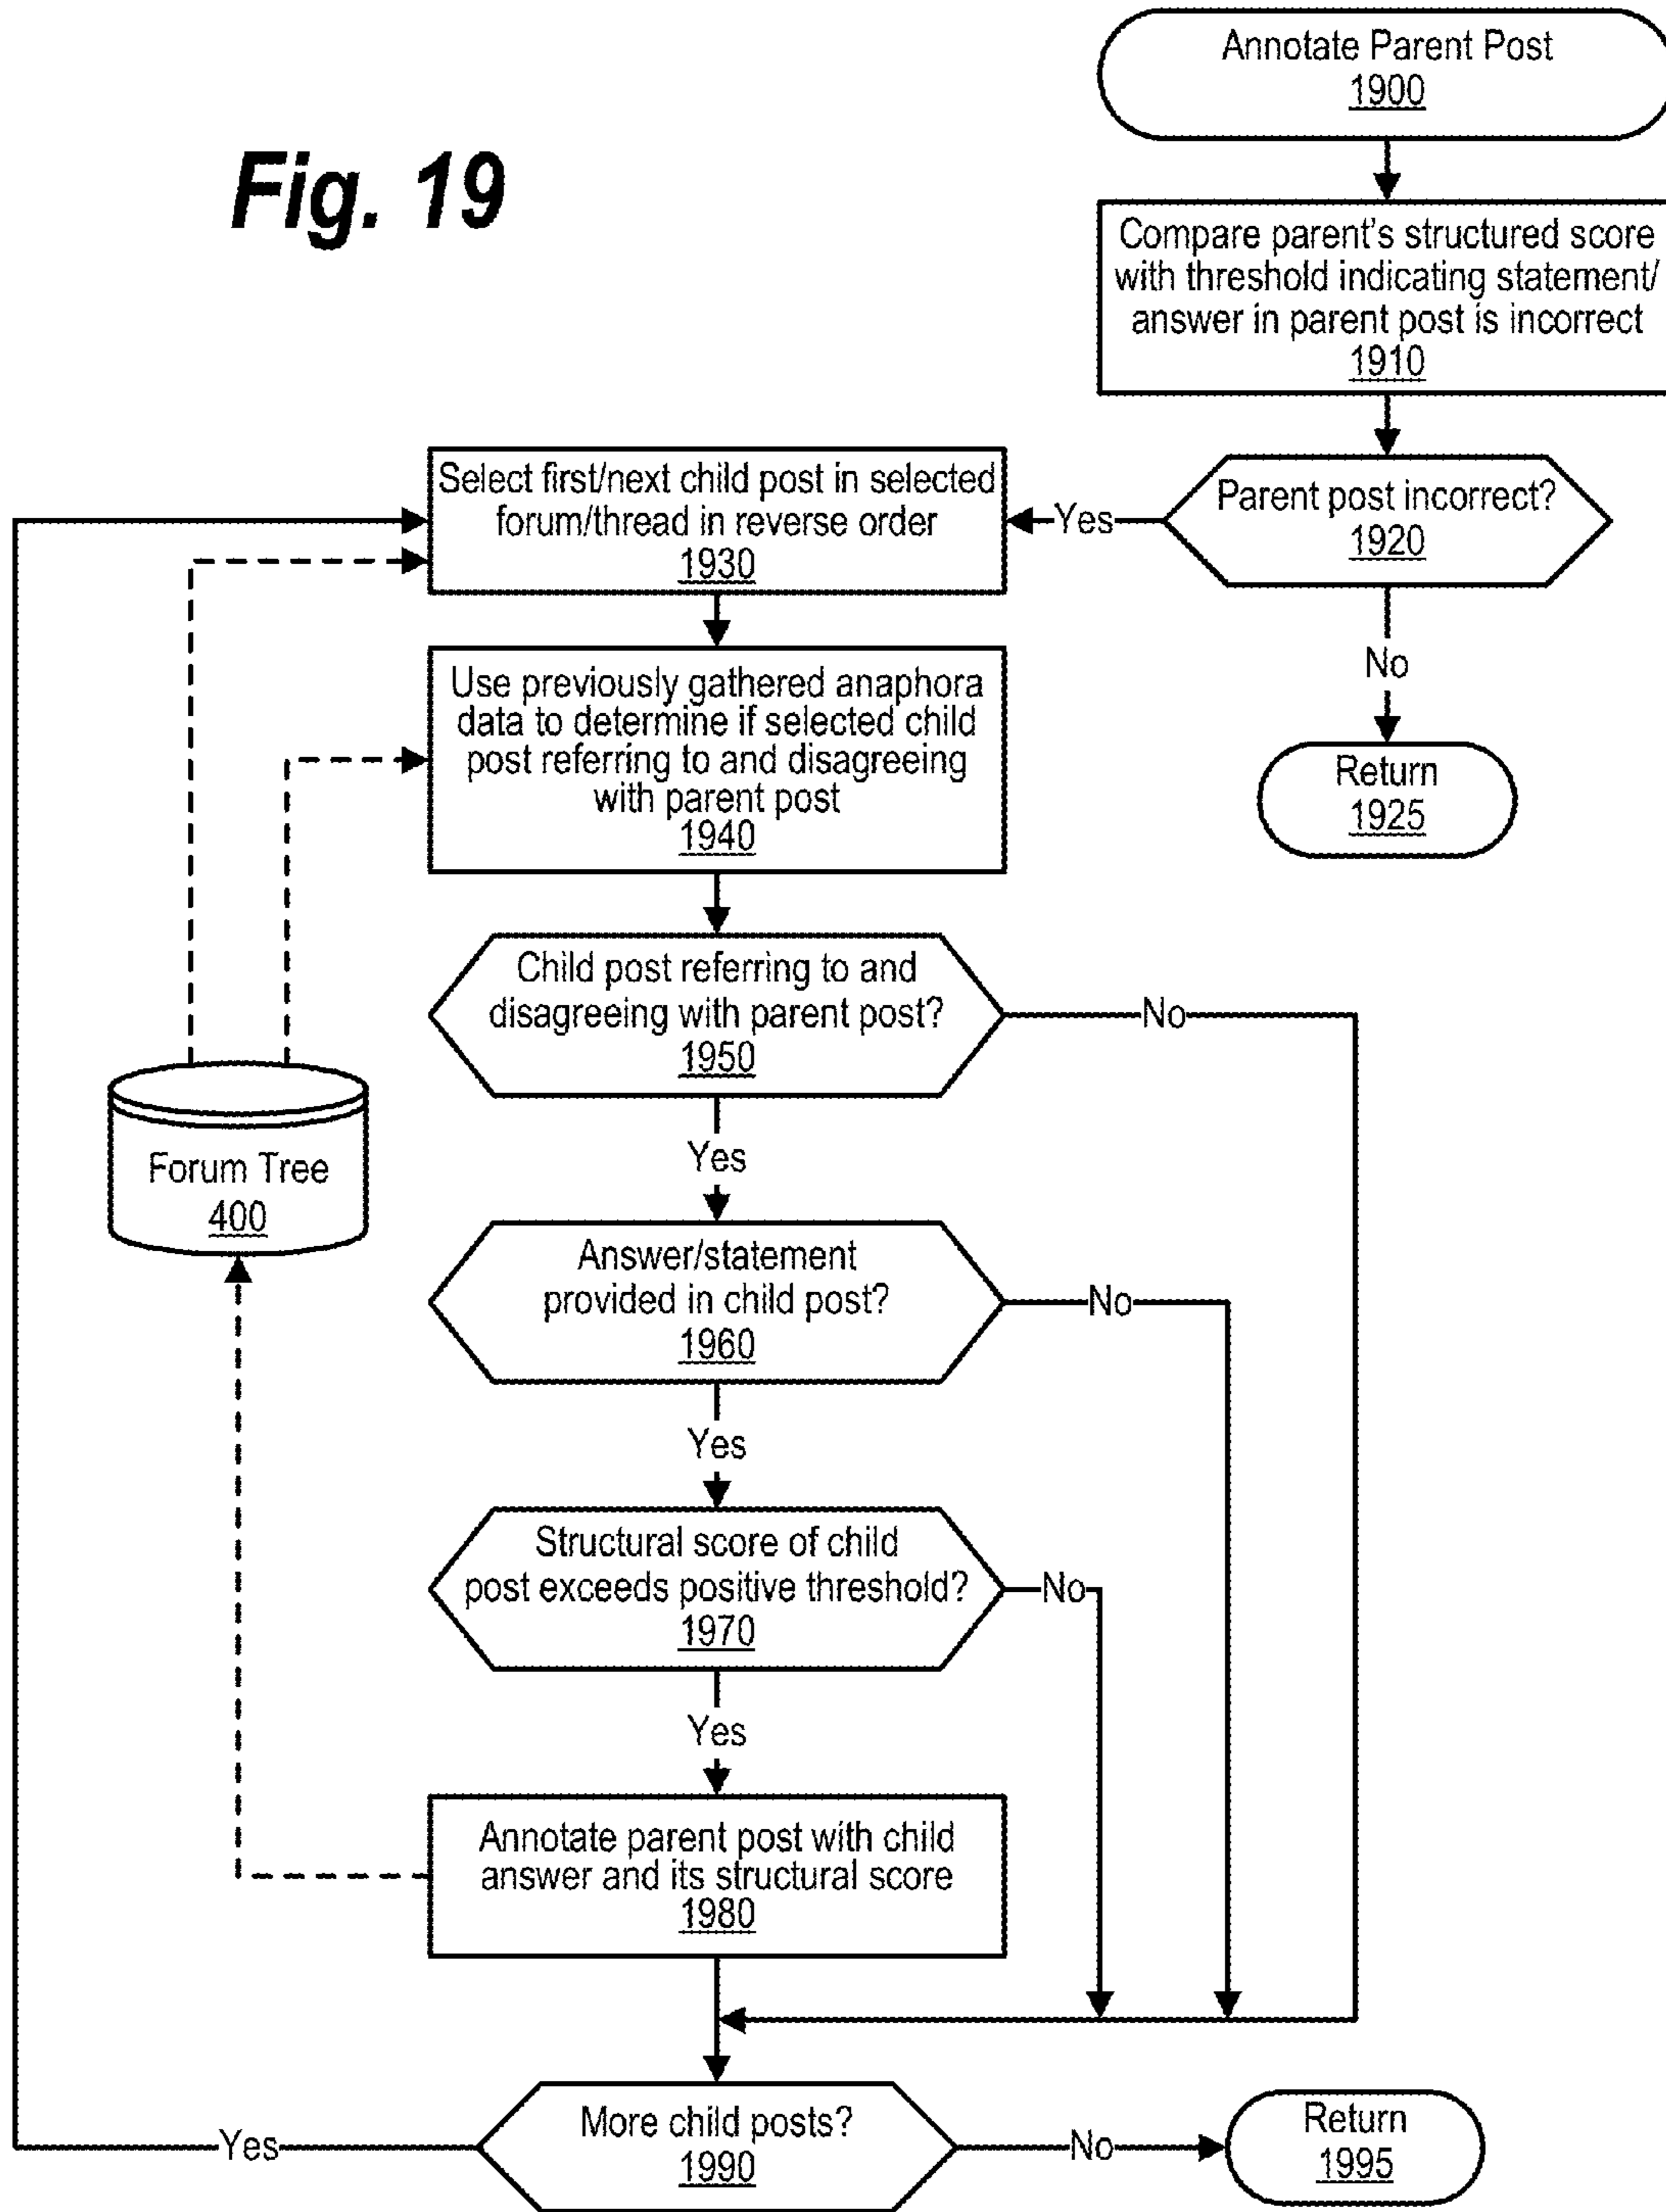 Fig. 19
Annotate Parent Post
1900
Compare parent's structured score
with threshold indicating statement/
answer in parent post is incorrect
1910
Parent post incorrect?
1920
Yes
No
Return
1925
Select first/next child post in selected
forum/thread in reverse order
1930
Use previously gathered anaphora
data to determine if selected child
post referring to and disagreeing
with parent post
1940
Child post referring to and
disagreeing with parent post?
1950
No
Yes
Forum Tree
400
Answer/statement
provided in child post?
1960
No
Yes
Structural score of child
post exceeds positive threshold?
1970
No
Yes
Annotate parent post with child
answer and its structural score
1980
More child posts?
1990
Yes
No
Return
1995